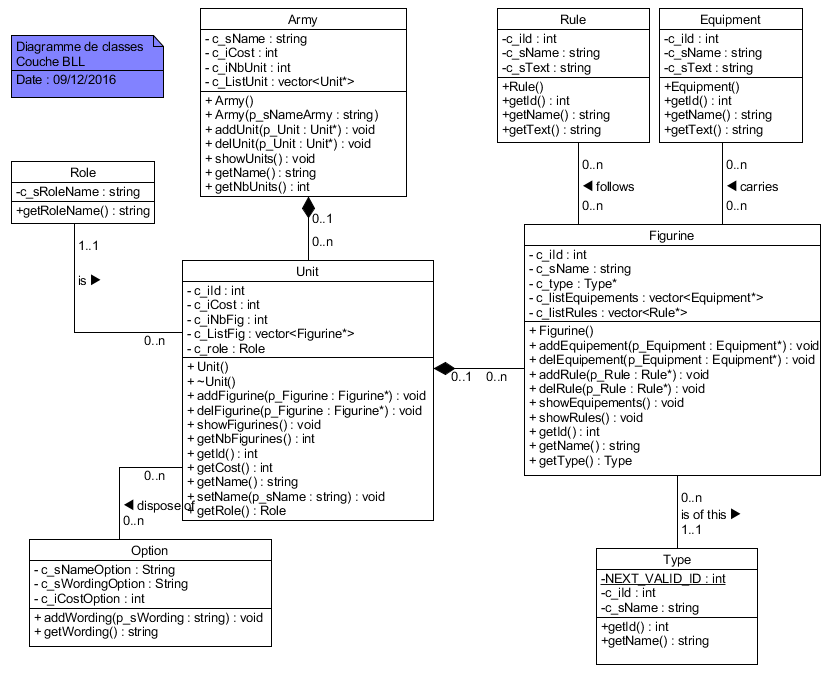 Diagramme de classes
Couche BLL
Date : 09/12/2016
Army
- c_sName : string
- c_iCost : int
- c_iNbUnit : int
- c_ListUnit : vector<Unit*>
+ Army()
+ Army(p_sNameArmy : string)
+ addUnit(p_Unit : Unit*) : void
+ delUnit(p_Unit : Unit*) : void
+ showUnits() : void
+ getName() : string
+ getNbUnits() : int
Rule
-c_iId : int
-c_sName : string
-c_sText : string
+Rule()
+getId() : int
+getName() : string
+getText() : string
Equipment
-c_iId : int
-c_sName : string
-c_sText : string
+Equipment()
+getId() : int
+getName() : string
+getText() : string
Role
-c_sRoleName : string
+getRoleName() : string
0..1
0..n
0..n
◀ follows
0..n
0..n
◀ carries
0..n
1..1
is ▶
0..n
Unit
- c_iId : int
- c_iCost : int
- c_iNbFig : int
- c_ListFig : vector<Figurine*>
- c_role : Role
+ Unit()
+ ~Unit()
+ addFigurine(p_Figurine : Figurine*) : void
+ delFigurine(p_Figurine : Figurine*) : void
+ showFigurines() : void
+ getNbFigurines() : int
+ getId() : int
+ getCost() : int
+ getName() : string
+ setName(p_sName : string) : void
+ getRole() : Role
0..1
0..n
Figurine
- c_iId : int
- c_sName : string
- c_type : Type*
- c_listEquipements : vector<Equipment*>
- c_listRules : vector<Rule*>
+ Figurine()
+ addEquipement(p_Equipment : Equipment*) : void
+ delEquipement(p_Equipment : Equipment*) : void
+ addRule(p_Rule : Rule*) : void
+ delRule(p_Rule : Rule*) : void
+ showEquipements() : void
+ showRules() : void
+ getId() : int
+ getName() : string
+ getType() : Type
0..n
◀ dispose of
0..n
Option
- c_sNameOption : String
- c_sWordingOption : String
- c_iCostOption : int
+ addWording(p_sWording : string) : void
+ getWording() : string
0..n
is of this ▶
1..1
Type
-NEXT_VALID_ID : int
-c_iId : int
-c_sName : string
+getId() : int
+getName() : string